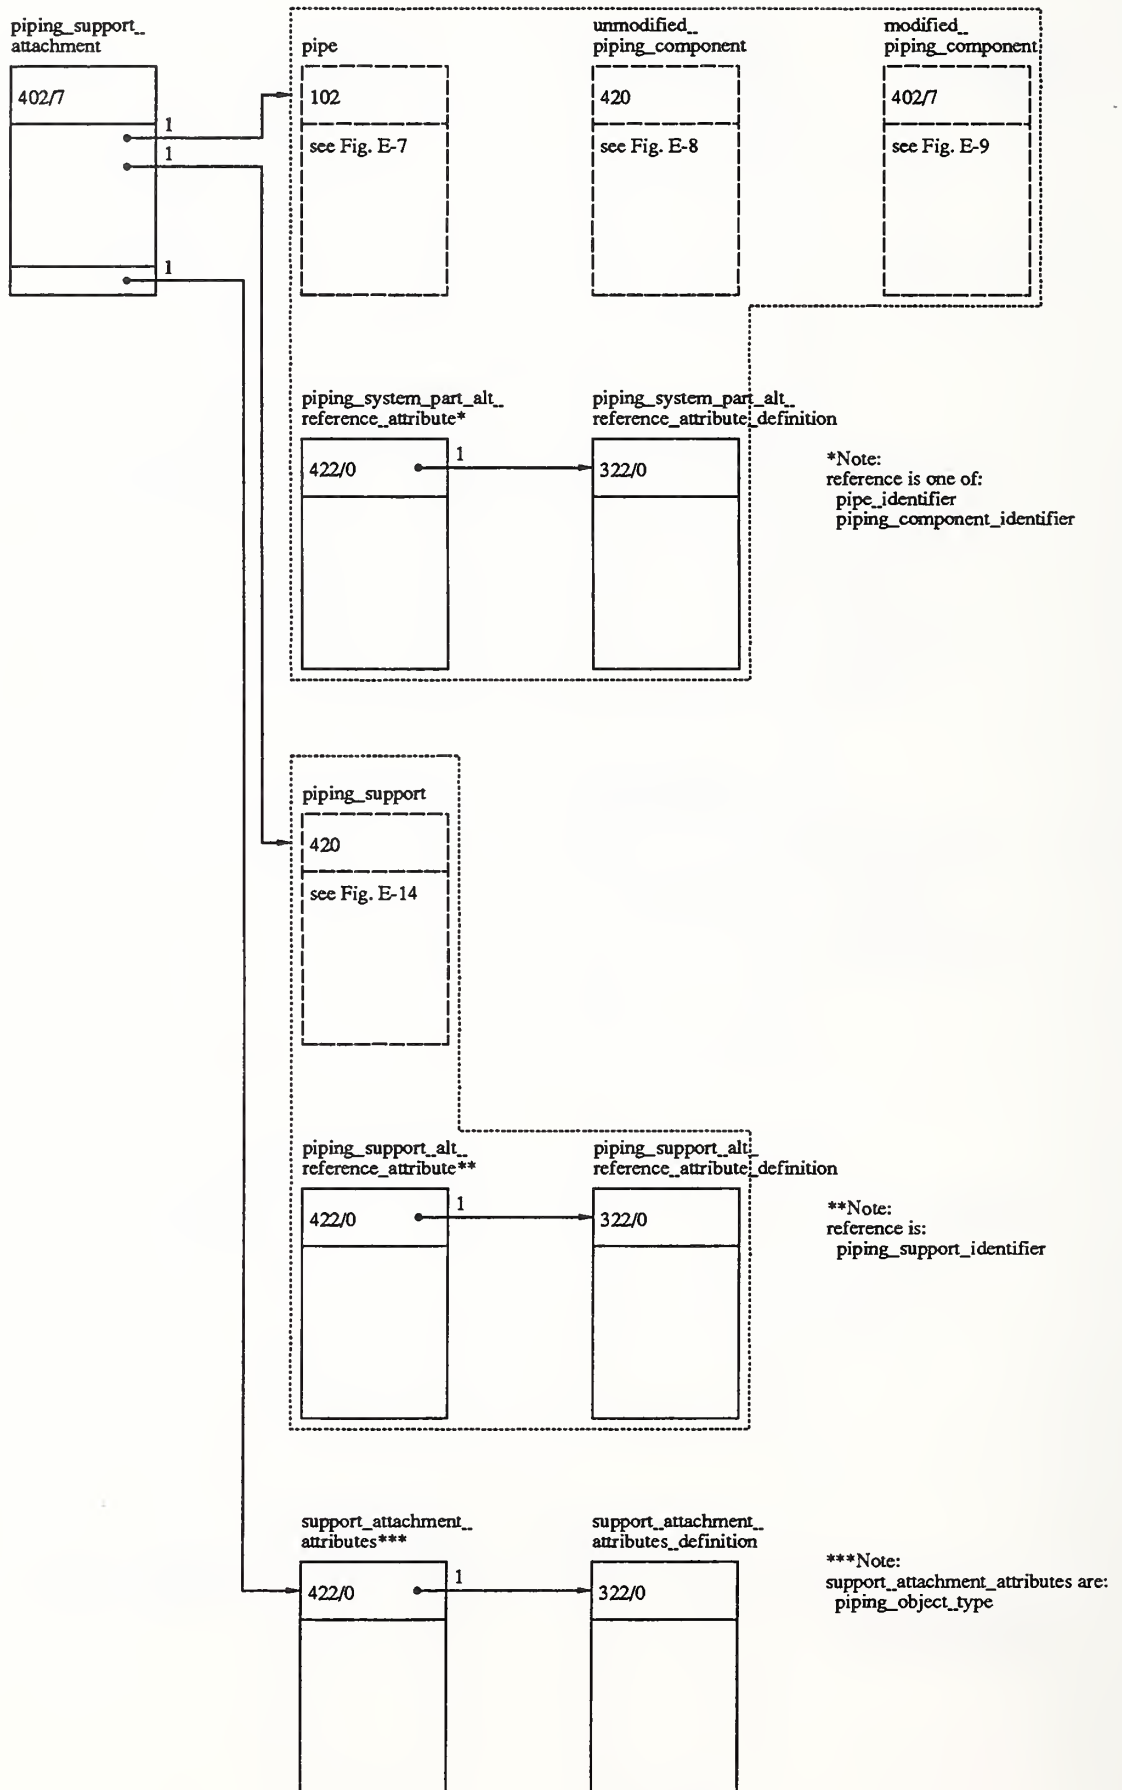 piping_support_
attachment
402/7
1
1
1
pipe
102
see Fig. E-7
unmodified_
piping_component
420
see Fig. E-8
modified_
piping_component
402/7
see Fig. E-9
piping_system_part_alt_
reference_attribute*
422/0
1
piping_system_part_alt_
reference_attribute_definition
322/0
*Note:
reference is one of:
pipe_identifier
piping_component_identifier
piping_support
420
see Fig. E-14
piping_support_alt_
reference_attribute**
422/0
1
piping_support_alt_
reference_attribute_definition
322/0
**Note:
reference is:
piping_support_identifier
support_attachment_
attributes***
422/0
1
support_attachment_
attributes_definition
322/0
***Note:
support_attachment_attributes are:
piping_object_type